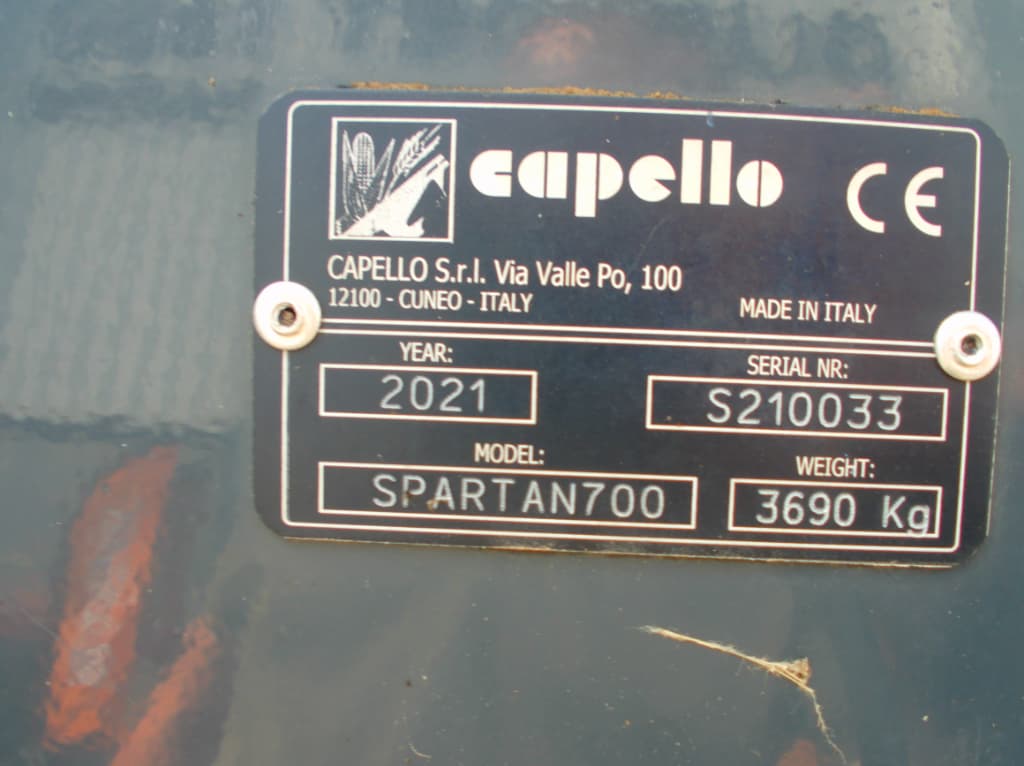 capello CE
CAPELLO S.r.l. Via Valle Po, 100
12100 - CUNEO - ITALY
MADE IN ITALY
YEAR:
2021
SERIAL NR:
S210033
MODEL:
SPARTAN700
WEIGHT:
3690 Kg